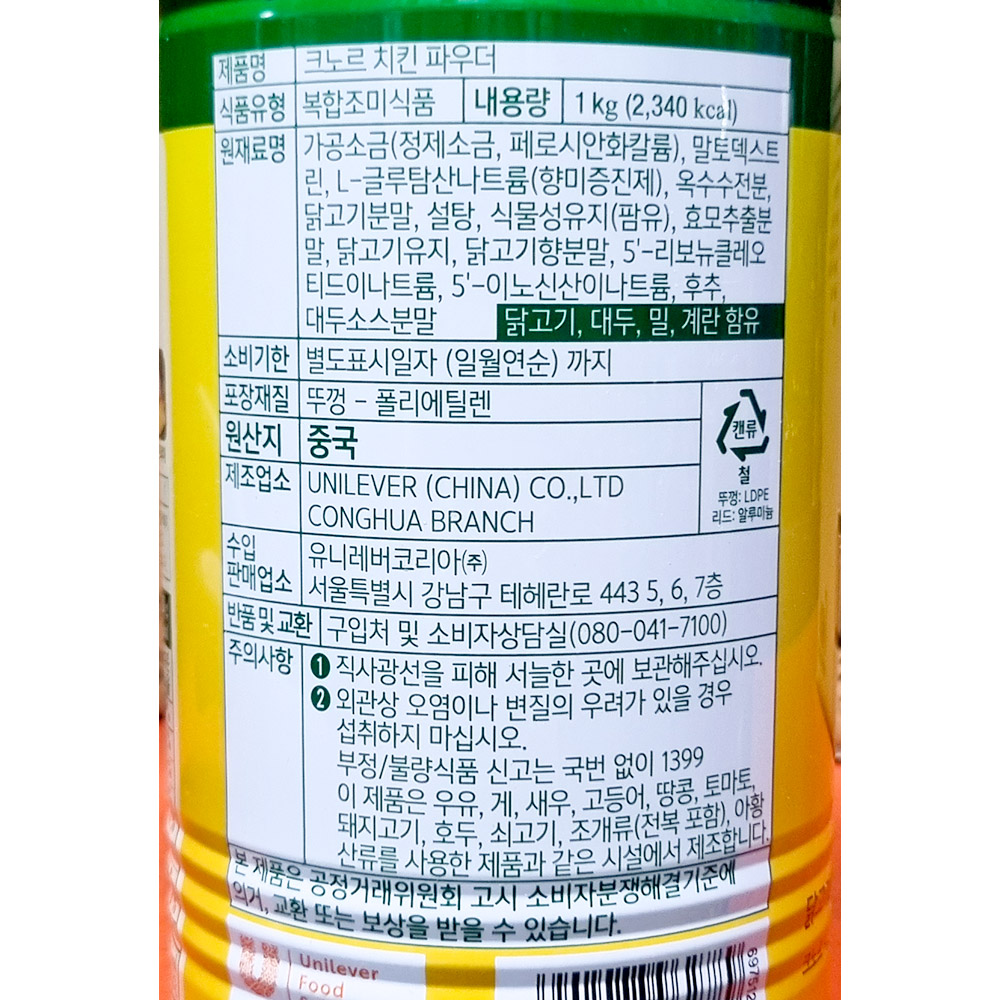 제품명 크노르 치킨 파우더
식품유형 복합조미식품 내용량 1 kg (2,340 kcal)
원재료명 가공소금(정제소금, 페로시안화칼륨), 말토덱스트
린, L-글루탐산나트륨(향미증진제), 옥수수전분,
닭고기분말, 설탕, 식물성유지(팜유), 효모추출분
말, 닭고기유지, 닭고기향분말, 5'-리보뉴클레오
티드이나트륨, 5'-이노신산이나트륨, 후추,
대두소스분말 닭고기, 대두, 밀, 계란 함유
소비기한 별도표시일자 (일월연순) 까지
포장재질 뚜껑 - 폴리에틸렌
원산지 중국
캔류
철
뚜껑: LDPE
리드: 알루미늄
제조업소 UNILEVER (CHINA) CO.,LTD
CONGHUA BRANCH
수입
판매업소 유니레버코리아(주)
서울특별시 강남구 테헤란로 443 5, 6, 7층
반품 및 교환 구입처 및 소비자상담실(080-041-7100)
주의사항 1 직사광선을 피해 서늘한 곳에 보관해주십시오.
2 외관상 오염이나 변질의 우려가 있을 경우
섭취하지 마십시오.
부정/불량식품 신고는 국번 없이 1399
이 제품은 우유, 게, 새우, 고등어, 땅콩, 토마토,
돼지고기, 호두, 쇠고기, 조개류(전복 포함), 아황
산류를 사용한 제품과 같은 시설에서 제조합니다.
본 제품은 공정거래위원회 고시 소비자분쟁해결기준에
의거, 교환 또는 보상을 받을 수 있습니다.
Unilever
Food
697512